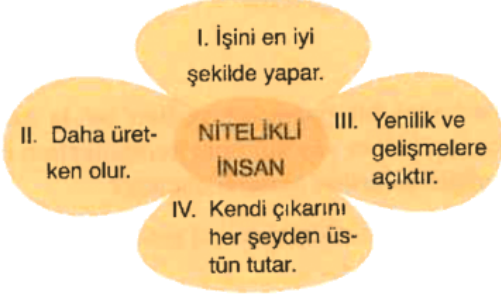 I. İşini en iyi
şekilde yapar.
II. Daha üret-
ken olur.
NİTELİKLİ
İNSAN
III. Yenilik ve
gelişmelere
açıktır.
IV. Kendi çıkarını
her şeyden üs-
tün tutar.